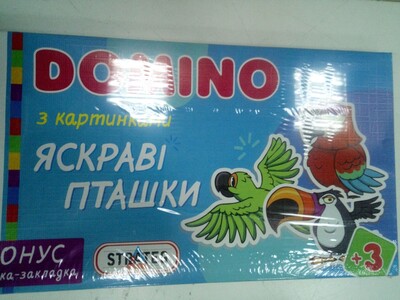 DOMINO
з картинками
ЯСКРАВІ
ПТАШКИ
ОНУС
ка-закладка
STRATEG
+3